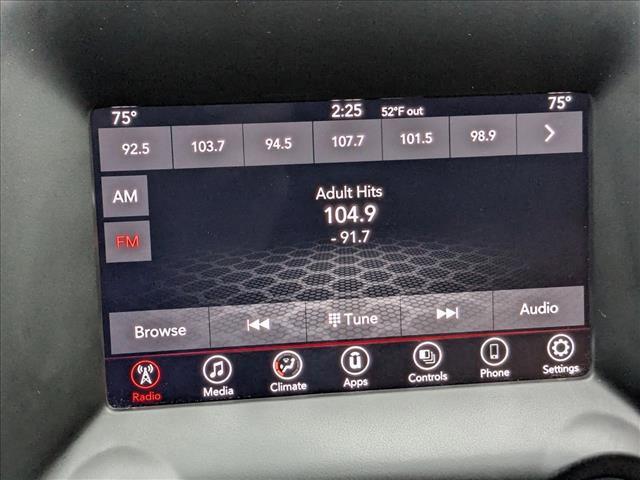 75° 2:25 52°F out 75°
92.5 103.7 94.5 107.7 101.5 98.9
AM
Adult Hits
104.9
FM
- 91.7
Browse Tune Audio
Radio Media Climate Apps Controls Phone Settings